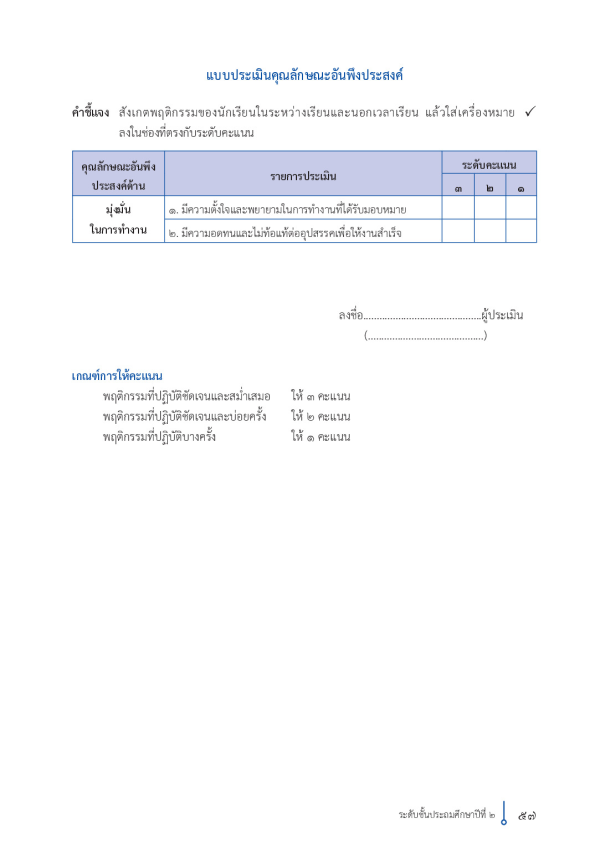 แบบประเมินคุณลักษณะอันพึงประสงค์
คำชี้แจง สังเกตพฤติกรรมของนักเรียนในระหว่างเรียนและนอกเวลาเรียน แล้วใส่เครื่องหมาย ✓
ลงในช่องที่ตรงกับระดับคะแนน
คุณลักษณะอันพึง
ประสงค์ด้าน
รายการประเมิน
ระดับคะแนน
๓ ๒ ๑
มุ่งมั่น
ในการทำงาน
๑. มีความตั้งใจและพยายามในการทำงานที่ได้รับมอบหมาย
๒. มีความอดทนและไม่ท้อแท้ต่ออุปสรรคเพื่อให้งานสำเร็จ
ลงชื่อ............................................ผู้ประเมิน
(...........................................)
เกณฑ์การให้คะแนน
พฤติกรรมที่ปฏิบัติชัดเจนและสม่ำเสมอ ให้ ๓ คะแนน
พฤติกรรมที่ปฏิบัติชัดเจนและบ่อยครั้ง ให้ ๒ คะแนน
พฤติกรรมที่ปฏิบัติบางครั้ง ให้ ๑ คะแนน
ระดับชั้นประถมศึกษาปีที่ ๒ ๕๗